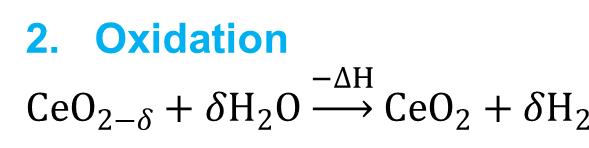 2. Oxidation
−ΔH
CeO₂₋δ + δH₂O ⟶ CeO₂ + δH₂